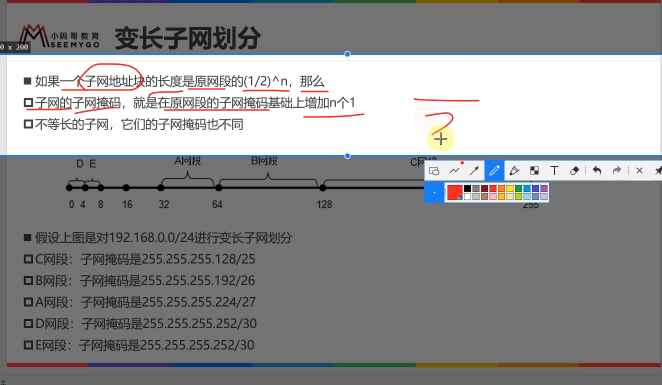 小码哥教育
SEEMYGO
变长子网划分
0 x 200
■ 如果一个子网地址块的长度是原网段的(1/2)^n，那么
子网的子网掩码，就是在原网段的子网掩码基础上增加n个1
不等长的子网，它们的子网掩码也不同
D E A网段 B网段
0 4 8 16 32 64 128 255
■ 假设上图是对192.168.0.0/24进行变长子网划分
C网段：子网掩码是255.255.255.128/25
B网段：子网掩码是255.255.255.192/26
A网段：子网掩码是255.255.255.224/27
D网段：子网掩码是255.255.255.252/30
E网段：子网掩码是255.255.255.252/30